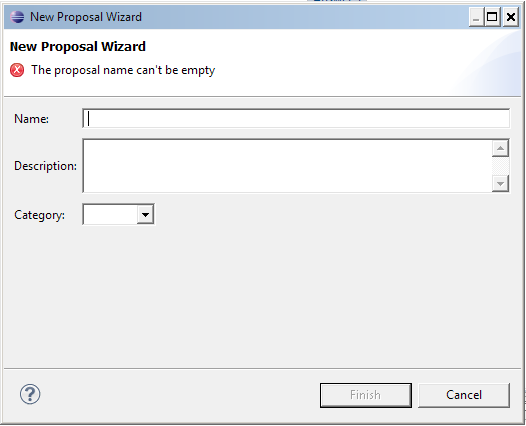 New Proposal Wizard
New Proposal Wizard
The proposal name can't be empty
Name:
Description:
Category:
Finish
Cancel